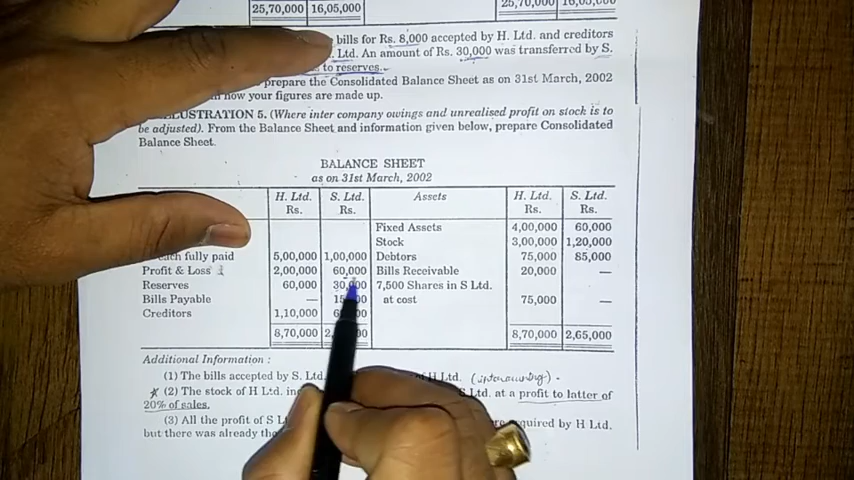 25,70,000 16,05,000 25,70,000 16,05,000
bills for Rs. 8,000 accepted by H. Ltd. and creditors
Ltd. An amount of Rs. 30,000 was transferred by S.
to reserves.
prepare the Consolidated Balance Sheet as on 31st March, 2002
how your figures are made up.
ILLUSTRATION 5. (Where inter company owings and unrealised profit on stock is to
be adjusted). From the Balance Sheet and information given below, prepare Consolidated
Balance Sheet.
BALANCE SHEET
as on 31st March, 2002
H. Ltd. S. Ltd. Assets H. Ltd. S. Ltd.
Rs. Rs. Rs. Rs.
Fixed Assets 4,00,000 60,000
Stock 3,00,000 1,20,000
fully paid 5,00,000 1,00,000 Debtors 75,000 85,000
Profit & Loss 2,00,000 60,000 Bills Receivable 20,000 —
Reserves 60,000 30,000 7,500 Shares in S Ltd.
Bills Payable — at cost 75,000 —
Creditors 1,10,000
8,70,000 8,70,000 2,65,000
Additional Information :
(1) The bills accepted by S. Ltd. H Ltd. (interowing).
(2) The stock of H Ltd. S Ltd. at a profit to latter of
20% of sales.
(3) All the profit of S acquired by H Ltd.
but there was already